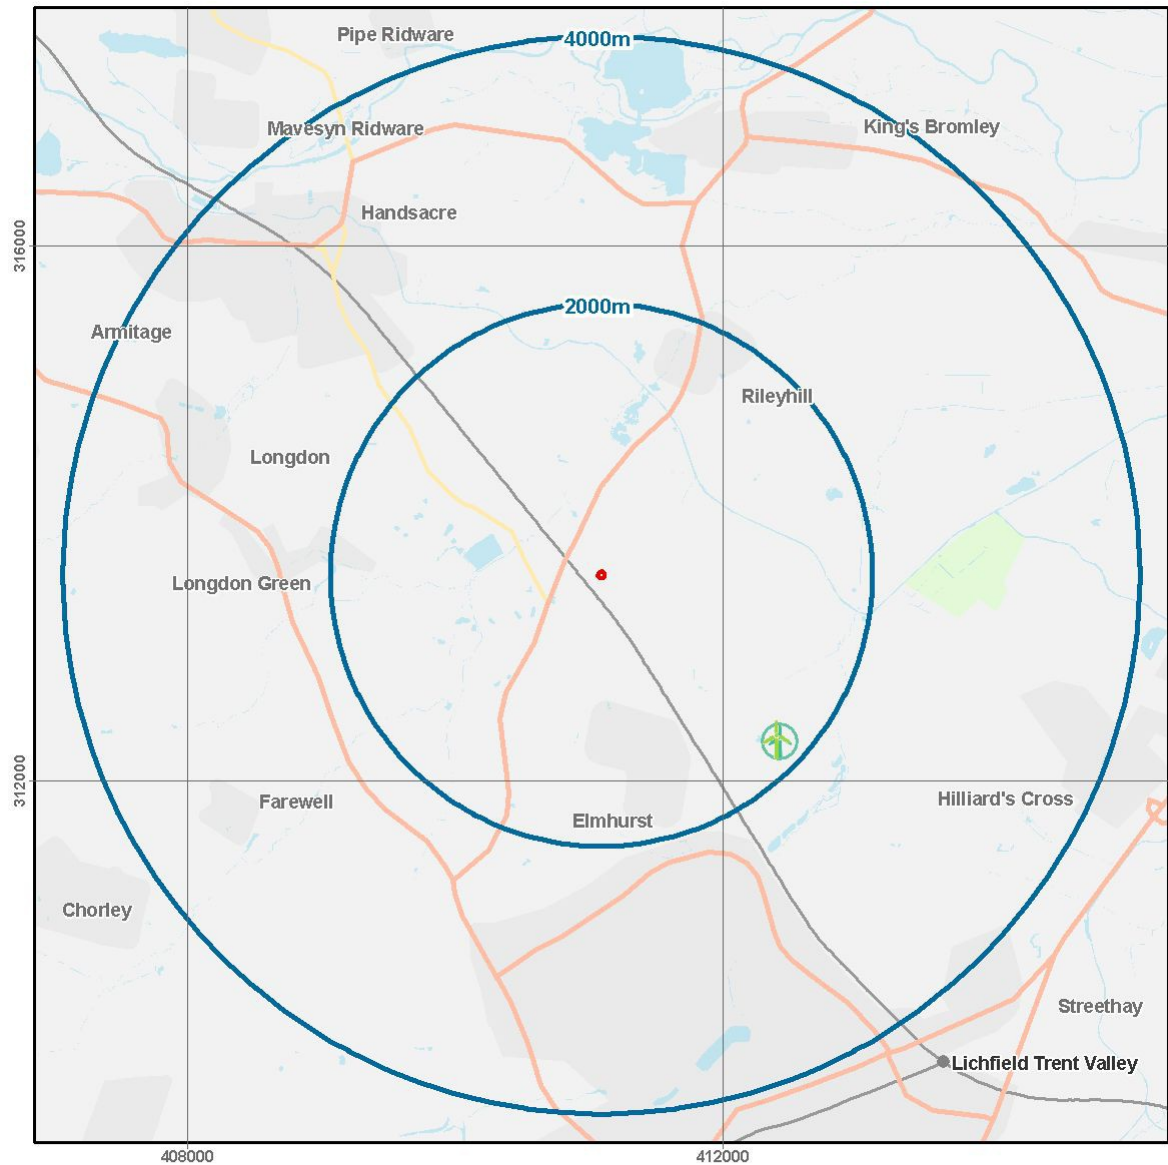 Pipe Ridware
4000m
Mavesyn Ridware
King's Bromley
Handsacre
316000
2000m
Armitage
Rileyhill
Longdon
Longdon Green
312000
Farewell
Hilliard's Cross
Elmhurst
Chorley
Streethay
Lichfield Trent Valley
408000
412000